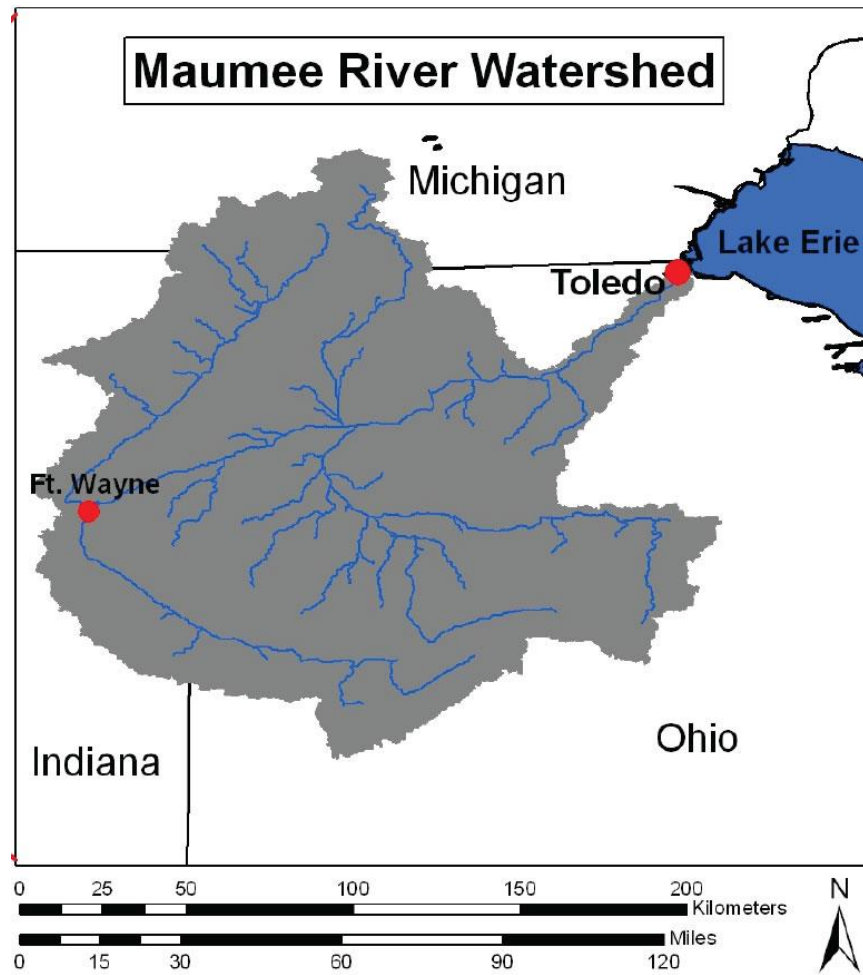 Maumee River Watershed
Michigan
Lake Erie
Toledo
Ft. Wayne
Indiana
Ohio
0 25 50 100 150 200
Kilometers
N
Miles
0 15 30 60 90 120